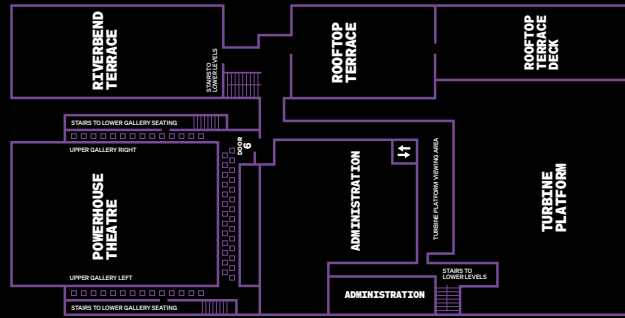 RIVERBEND
TERRACE
STAIRS TO
LOWER LEVELS
ROOFTOP
TERRACE
ROOFTOP
TERRACE
DECK
STAIRS TO LOWER GALLERY SEATING
UPPER GALLERY RIGHT
DOOR
6
POWERHOUSE
THEATRE
ADMINISTRATION
TURBINE PLATFORM VIEWING AREA
TURBINE
PLATFORM
UPPER GALLERY LEFT
STAIRS TO
LOWER LEVELS
ADMINISTRATION
STAIRS TO LOWER GALLERY SEATING